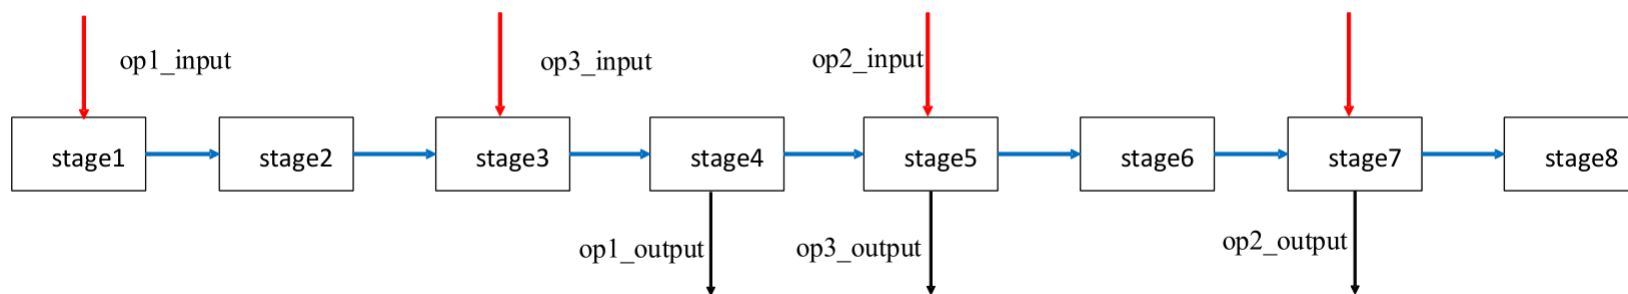 op1_input
op3_input
op2_input
stage1
stage2
stage3
stage4
stage5
stage6
stage7
stage8
op1_output
op3_output
op2_output